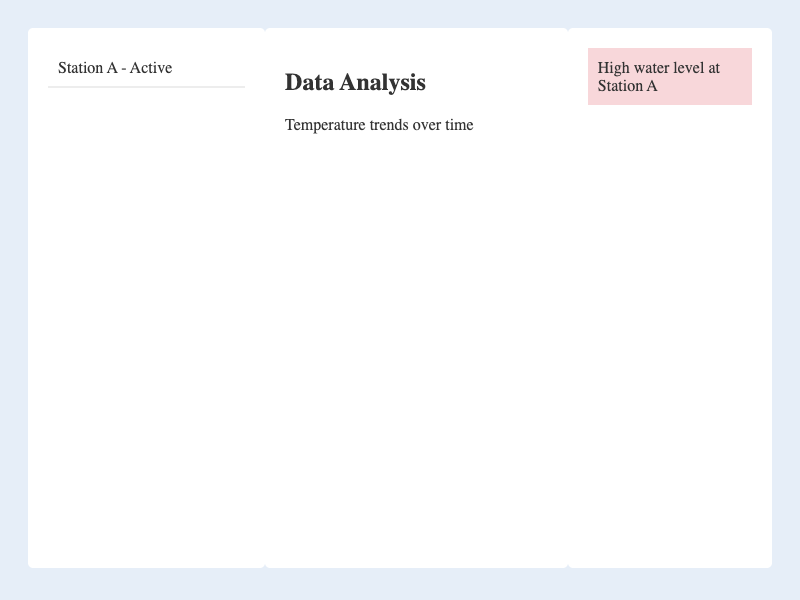 Station A - Active
Data Analysis
Temperature trends over time
High water level at
Station A